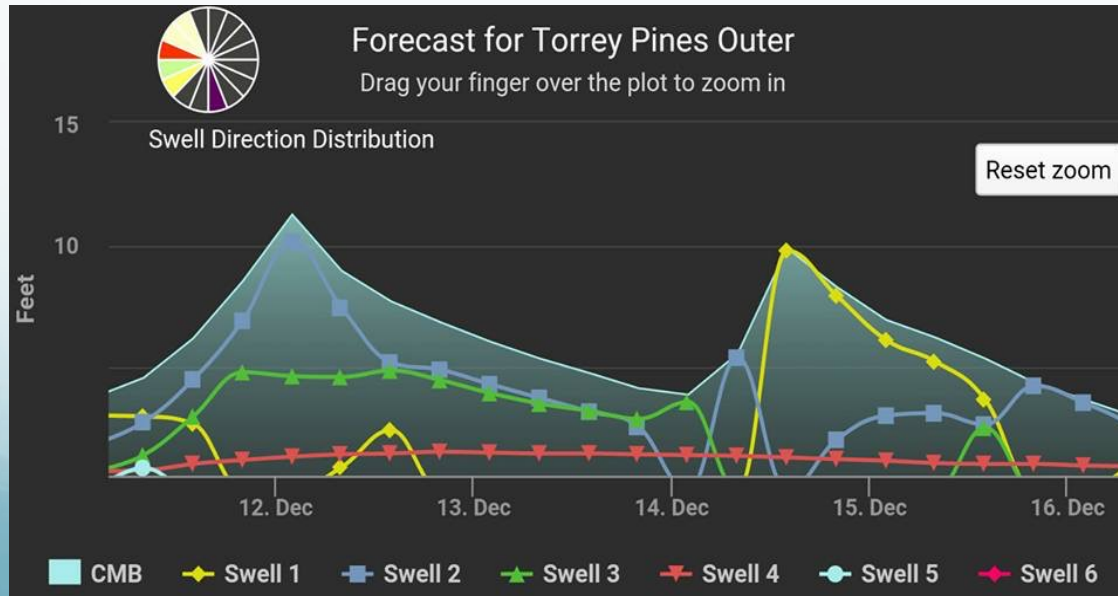 Forecast for Torrey Pines Outer
Drag your finger over the plot to zoom in
Swell Direction Distribution
15
Reset zoom
10
Feet
12. Dec 13. Dec 14. Dec 15. Dec 16. Dec
CMB Swell 1 Swell 2 Swell 3 Swell 4 Swell 5 Swell 6